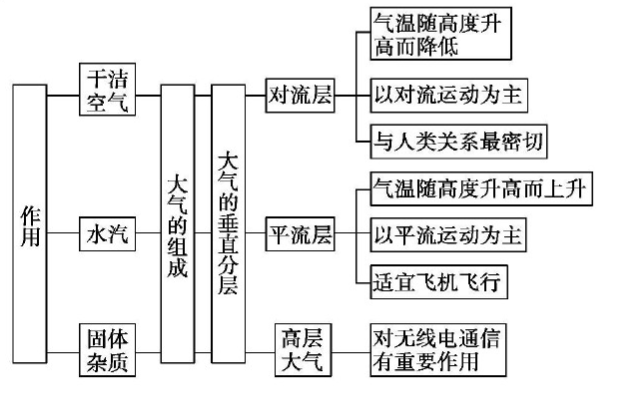 作用
干洁
空气
水汽
固体
杂质
大气的组成
大气的垂直分层
对流层
气温随高度升
高而降低
以对流运动为主
与人类关系最密切
平流层
气温随高度升高而上升
以平流运动为主
适宜飞机飞行
高层
大气
对无线电通信
有重要作用